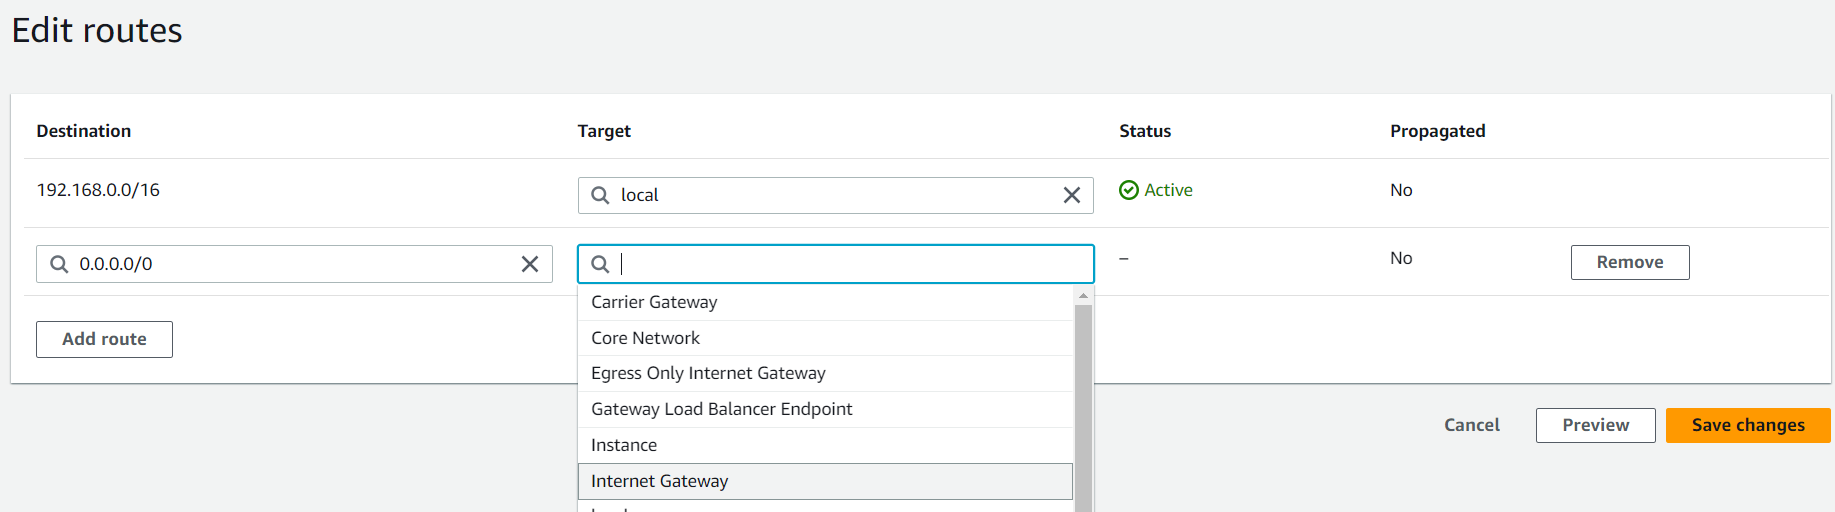 Edit routes
Destination Target Status Propagated
192.168.0.0/16 local Active No
0.0.0.0/0 – No Remove
Carrier Gateway
Add route
Core Network
Egress Only Internet Gateway
Gateway Load Balancer Endpoint
Cancel Preview Save changes
Instance
Internet Gateway